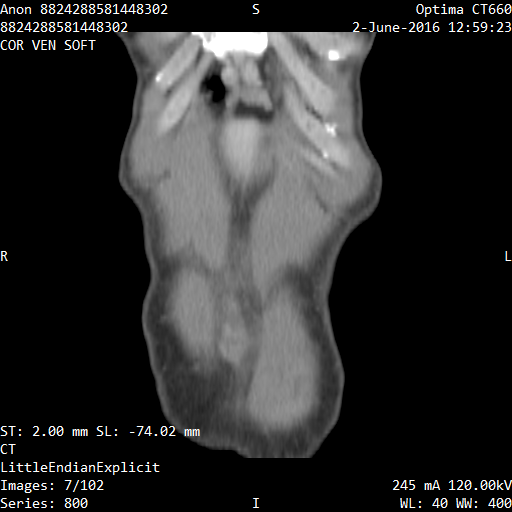 Anon 8824288581448302 S Optima CT660
8824288581448302 2-June-2016 12:59:23
COR VEN SOFT
R L
ST: 2.00 mm SL: -74.02 mm
CT
LittleEndianExplicit
Images: 7/102 245 mA 120.00kV
Series: 800 I WL: 40 WW: 400